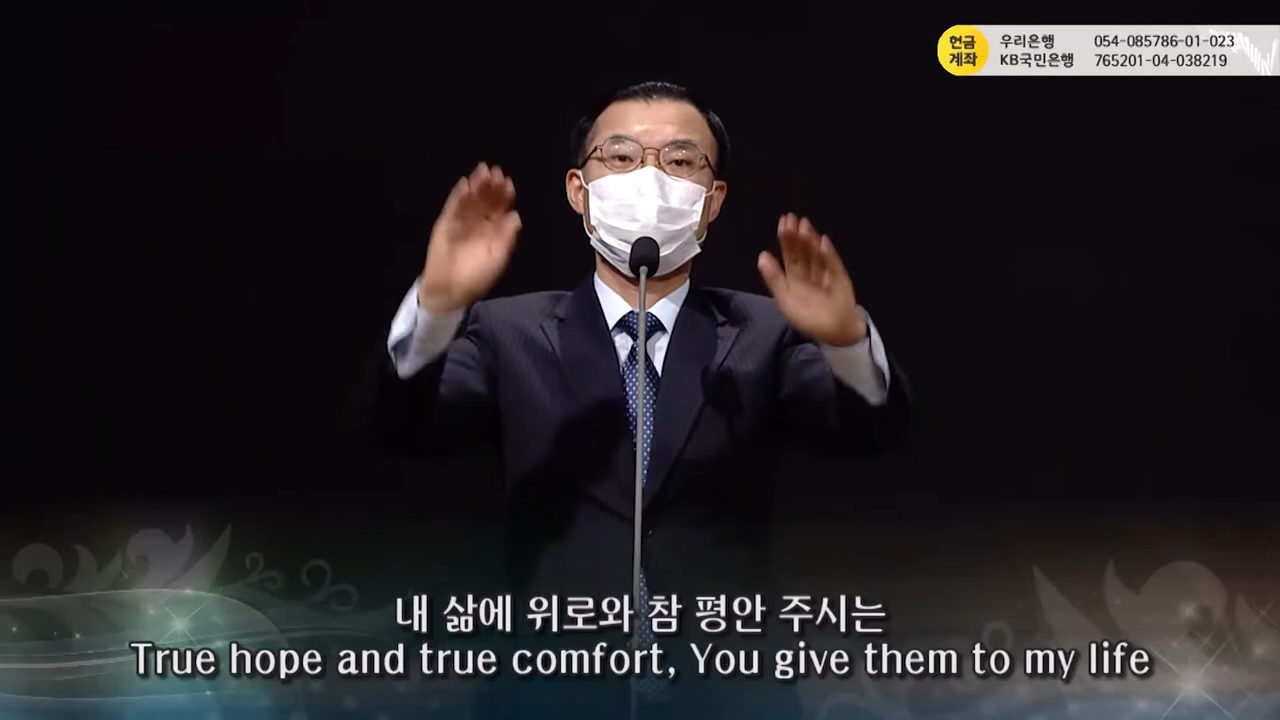 헌금
계좌
우리은행 054-085786-01-023
KB국민은행 765201-04-038219
내 삶에 위로와 참 평안 주시는
True hope and true comfort, You give them to my life